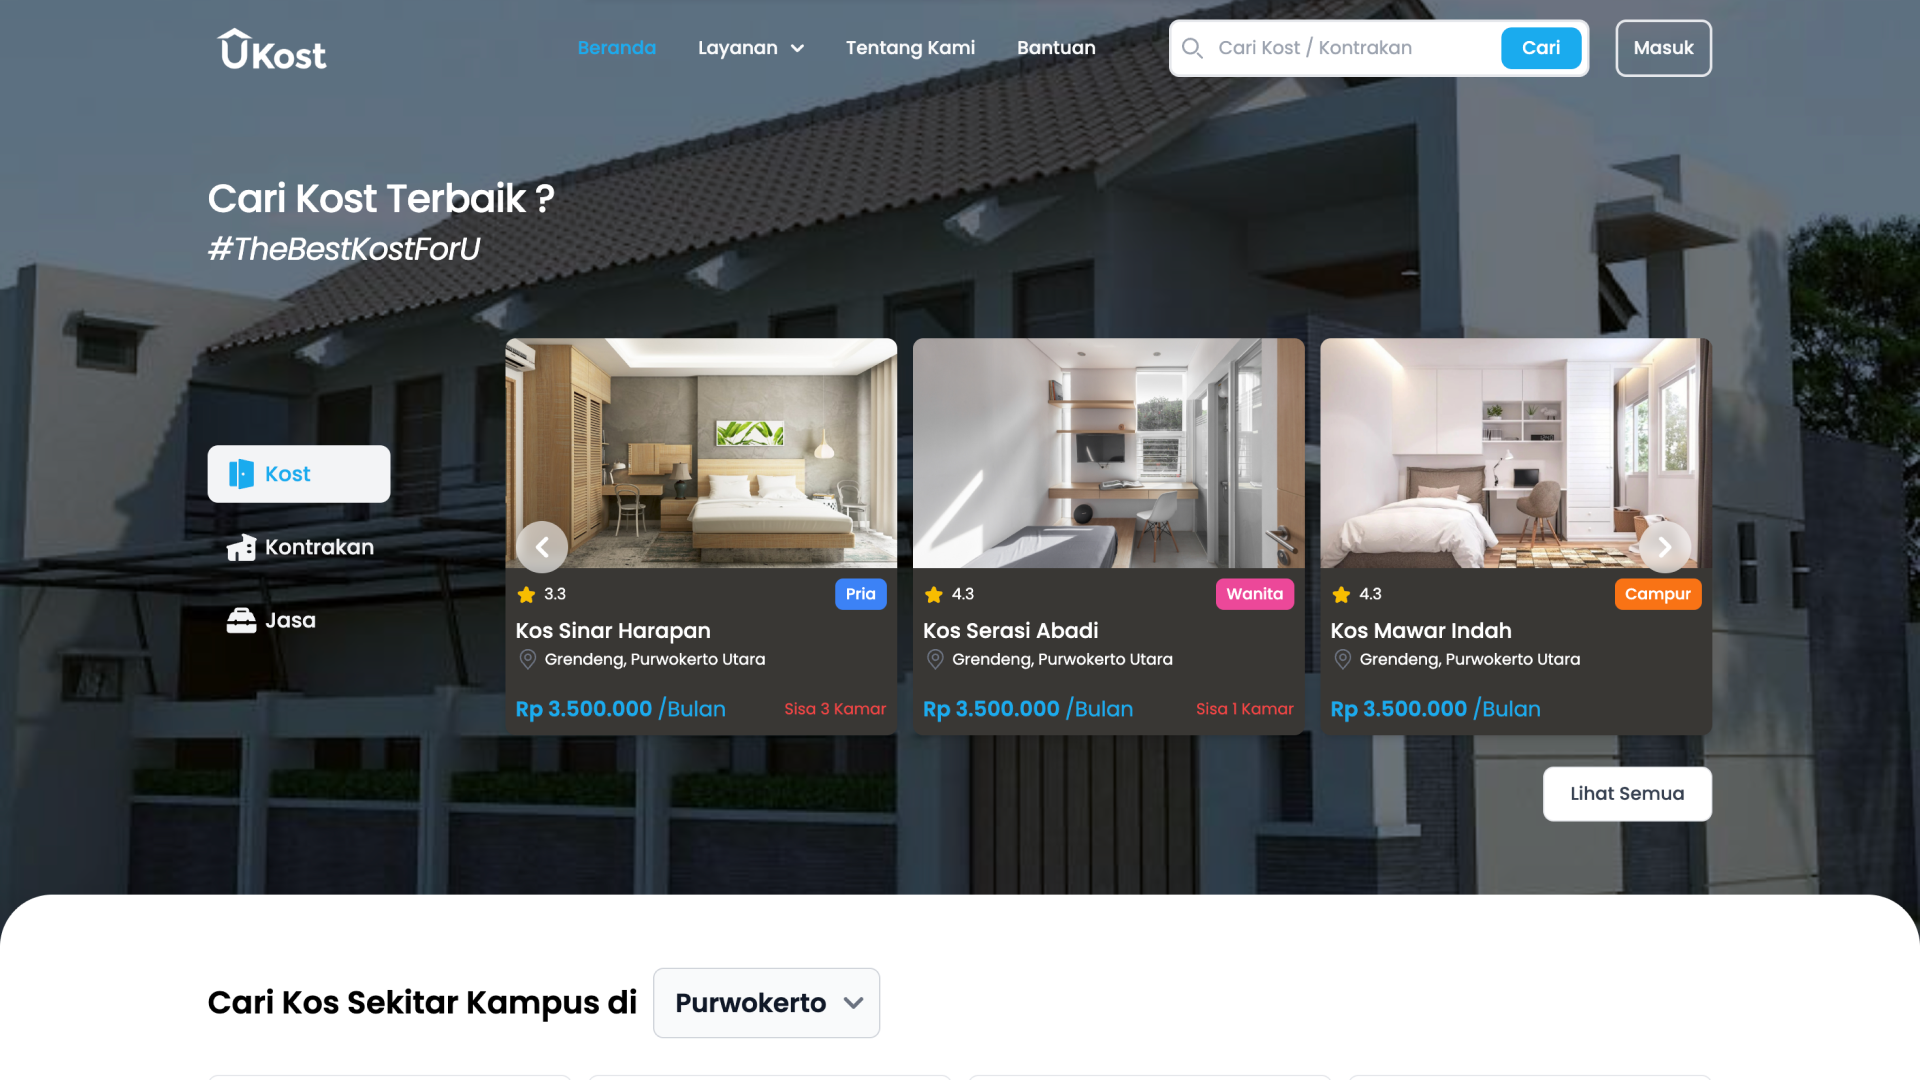 UKost
Beranda
Layanan
Tentang Kami
Bantuan
Cari Kost / Kontrakan
Cari
Masuk
Cari Kost Terbaik ?
#TheBestKostForU
Kost
Kontrakan
Jasa
3.3
Pria
Kos Sinar Harapan
Grendeng, Purwokerto Utara
Rp 3.500.000 /Bulan
Sisa 3 Kamar
4.3
Wanita
Kos Serasi Abadi
Grendeng, Purwokerto Utara
Rp 3.500.000 /Bulan
Sisa 1 Kamar
4.3
Campur
Kos Mawar Indah
Grendeng, Purwokerto Utara
Rp 3.500.000 /Bulan
Lihat Semua
Cari Kos Sekitar Kampus di
Purwokerto